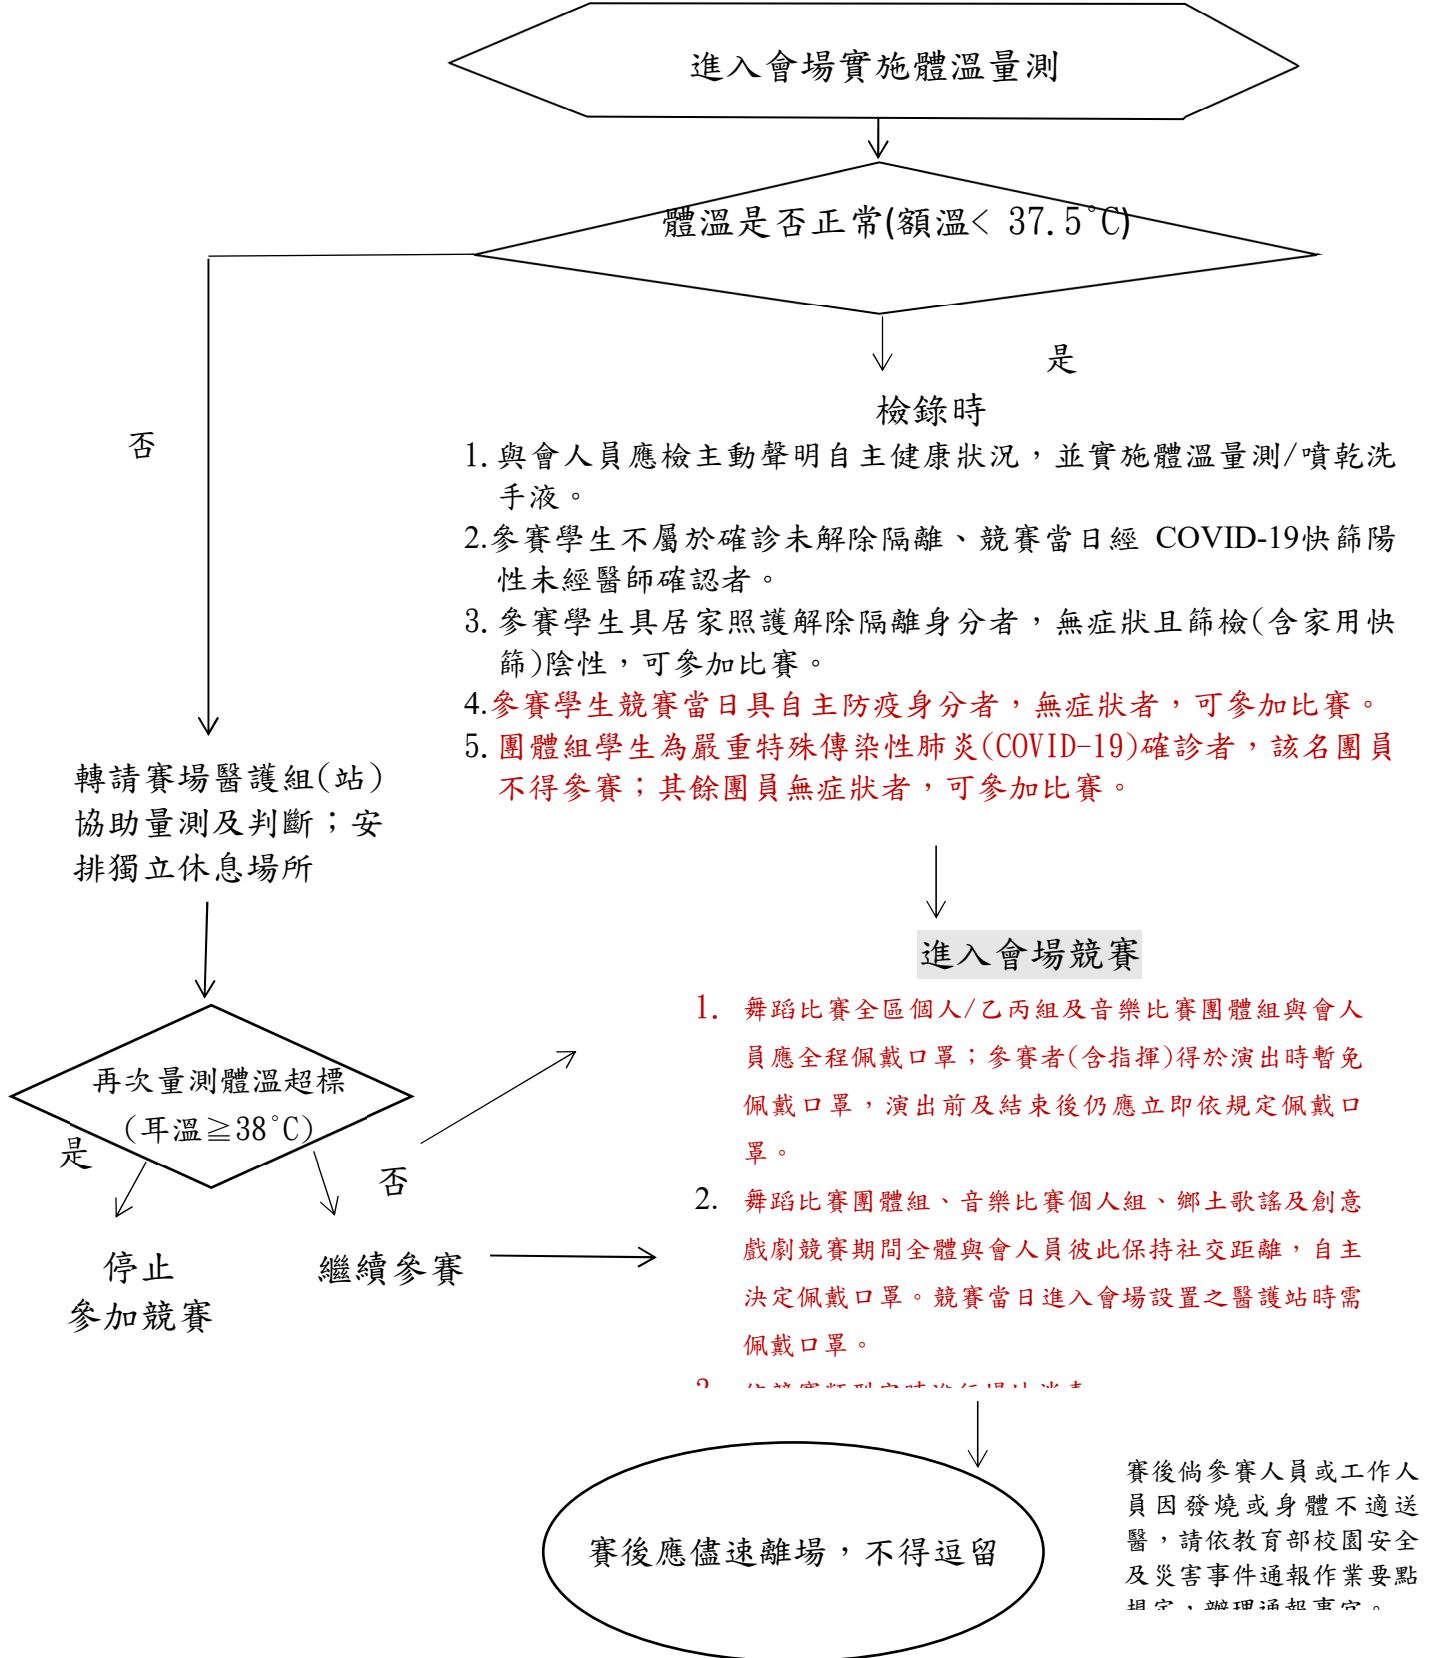 進入會場實施體溫量測
體溫是否正常(額溫< 37.5°C)
是
否
檢錄時
1.與會人員應檢主動聲明自主健康狀況，並實施體溫量測/噴乾洗
手液。
2.參賽學生不屬於確診未解除隔離、競賽當日經 COVID-19快篩陽
性未經醫師確認者。
3.參賽學生具居家照護解除隔離身分者，無症狀且篩檢(含家用快
篩)陰性，可參加比賽。
4.參賽學生競賽當日具自主防疫身分者，無症狀者，可參加比賽。
5.團體組學生為嚴重特殊傳染性肺炎(COVID-19)確診者，該名團員
不得參賽；其餘團員無症狀者，可參加比賽。
轉請賽場醫護組(站)
協助量測及判斷；安
排獨立休息場所
再次量測體溫超標
(耳溫≧38°C)
是
否
停止
參加競賽
繼續參賽
進入會場競賽
1. 舞蹈比賽全區個人/乙丙組及音樂比賽團體組與會人
員應全程佩戴口罩；參賽者(含指揮)得於演出時暫免
佩戴口罩，演出前及結束後仍應立即依規定佩戴口
罩。
2. 舞蹈比賽團體組、音樂比賽個人組、鄉土歌謠及創意
戲劇競賽期間全體與會人員彼此保持社交距離，自主
決定佩戴口罩。競賽當日進入會場設置之醫護站時需
佩戴口罩。
賽後應儘速離場，不得逗留
賽後倘參賽人員或工作人
員因發燒或身體不適送
醫，請依教育部校園安全
及災害事件通報作業要點
規定，辦理通報事宜。